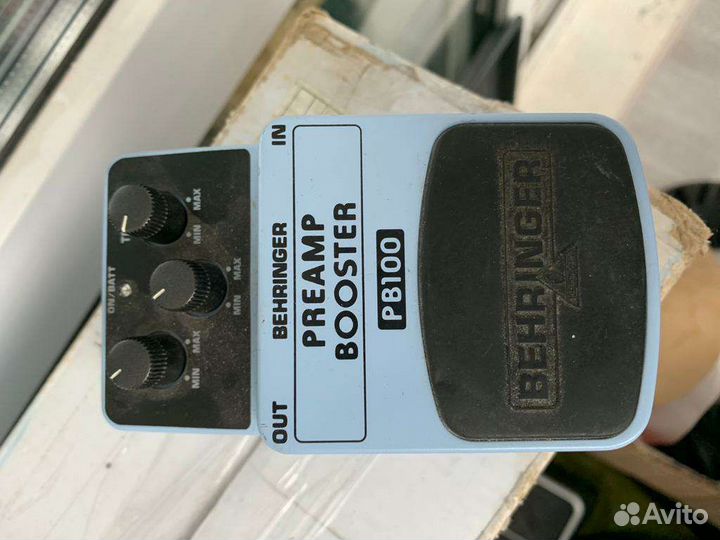 ON/BATT
MIN
MAX
MIN
MAX
MIN
MAX
OUT
BEHRINGER
IN
PREAMP
BOOSTER
PB100
BEHRINGER
Avito